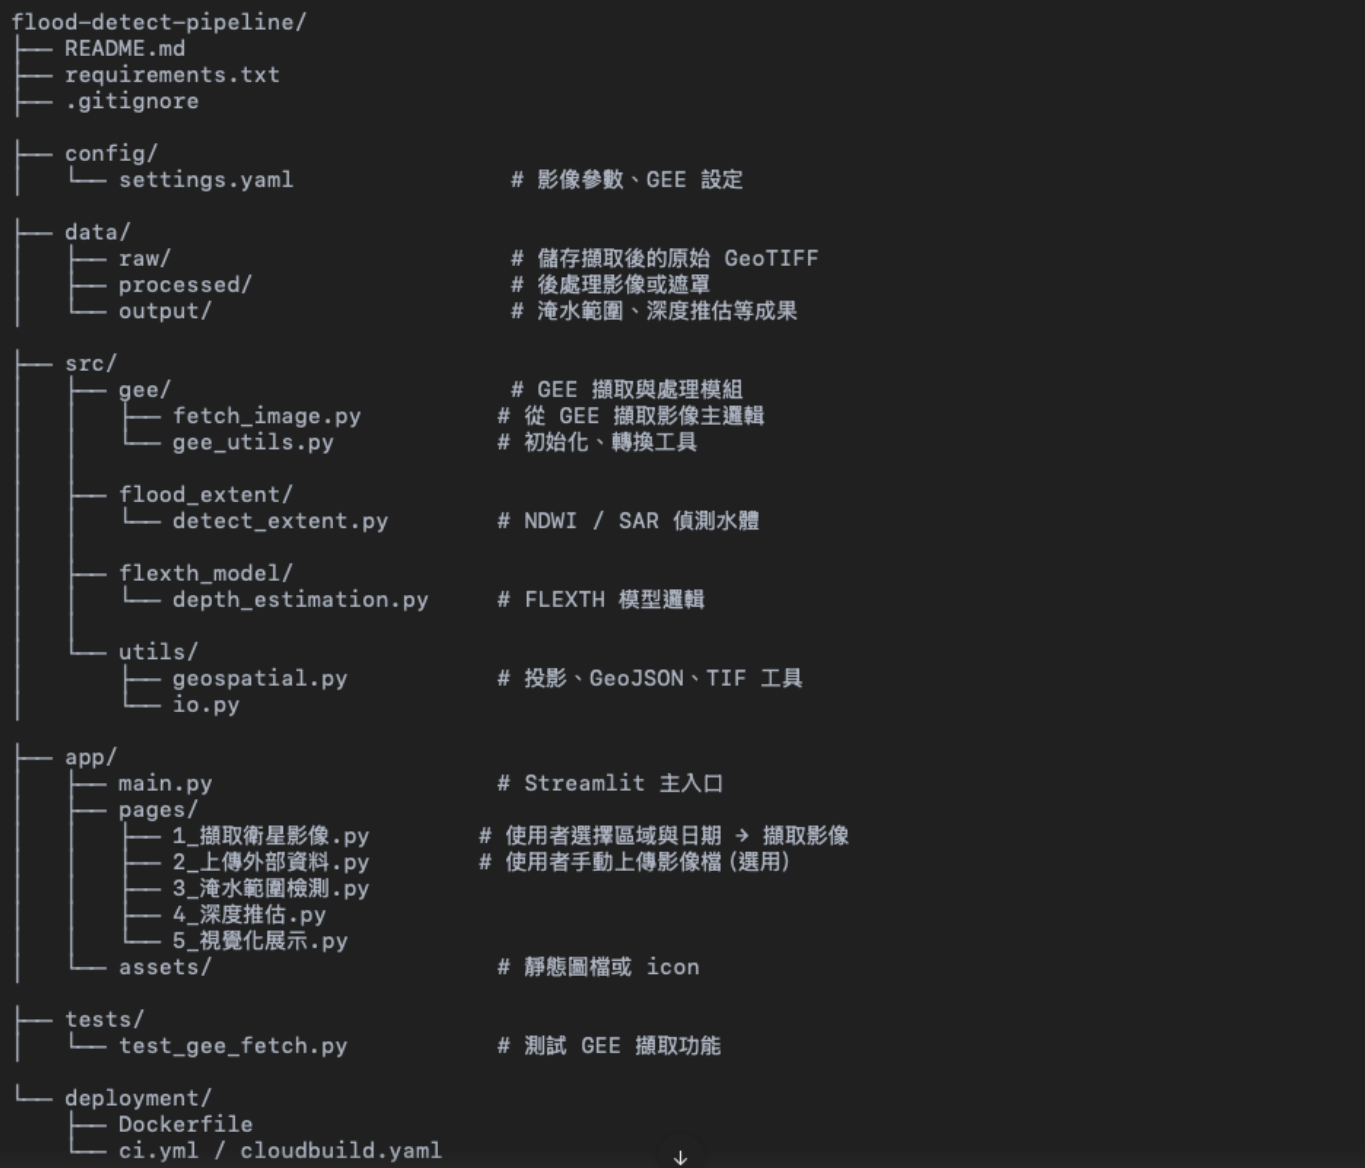 flood-detect-pipeline/
├── README.md
├── requirements.txt
├── .gitignore
├── config/
│   └── settings.yaml                # 影像參數、GEE 設定
├── data/
│   ├── raw/                         # 儲存擷取後的原始 GeoTIFF
│   ├── processed/                   # 後處理影像或遮罩
│   └── output/                      # 淹水範圍、深度推估等成果
├── src/
│   ├── gee/                         # GEE 擷取與處理模組
│   │   ├── fetch_image.py          # 從 GEE 擷取影像主邏輯
│   │   └── gee_utils.py            # 初始化、轉換工具
│   ├── flood_extent/
│   │   └── detect_extent.py        # NDWI / SAR 偵測水體
│   ├── flexth_model/
│   │   └── depth_estimation.py     # FLEXTH 模型邏輯
│   └── utils/
│       ├── geospatial.py           # 投影、GeoJSON、TIF 工具
│       └── io.py
├── app/
│   ├── main.py                     # Streamlit 主入口
│   ├── pages/
│   │   ├── 1_擷取衛星影像.py        # 使用者選擇區域與日期 → 擷取影像
│   │   ├── 2_上傳外部資料.py        # 使用者手動上傳影像檔（選用）
│   │   ├── 3_淹水範圍檢測.py
│   │   ├── 4_深度推估.py
│   │   └── 5_視覺化展示.py
│   └── assets/                     # 靜態圖檔或 icon
├── tests/
│   └── test_gee_fetch.py           # 測試 GEE 擷取功能
└── deployment/
    ├── Dockerfile
    └── ci.yml / cloudbuild.yaml